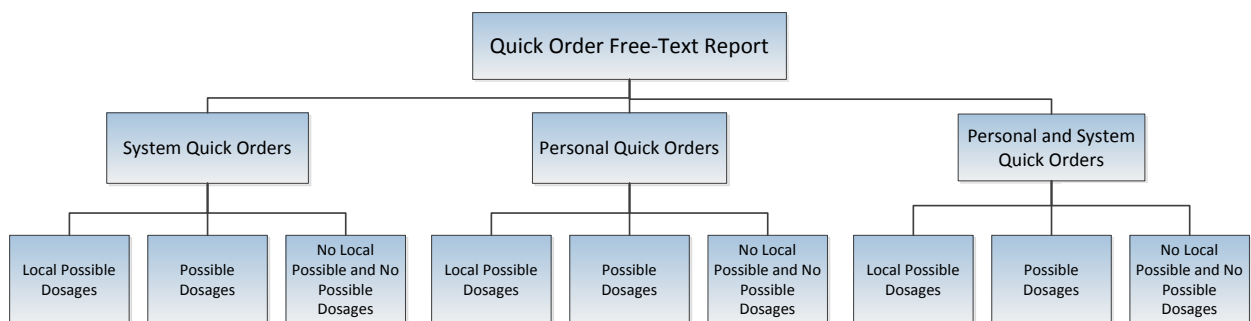 Quick Order Free-Text Report
System Quick Orders
Personal Quick Orders
Personal and System
Quick Orders
Local Possible
Dosages
Possible
Dosages
No Local
Possible and No
Possible
Dosages
Local Possible
Dosages
Possible
Dosages
No Local
Possible and No
Possible
Dosages
Local Possible
Dosages
Possible
Dosages
No Local
Possible and No
Possible
Dosages